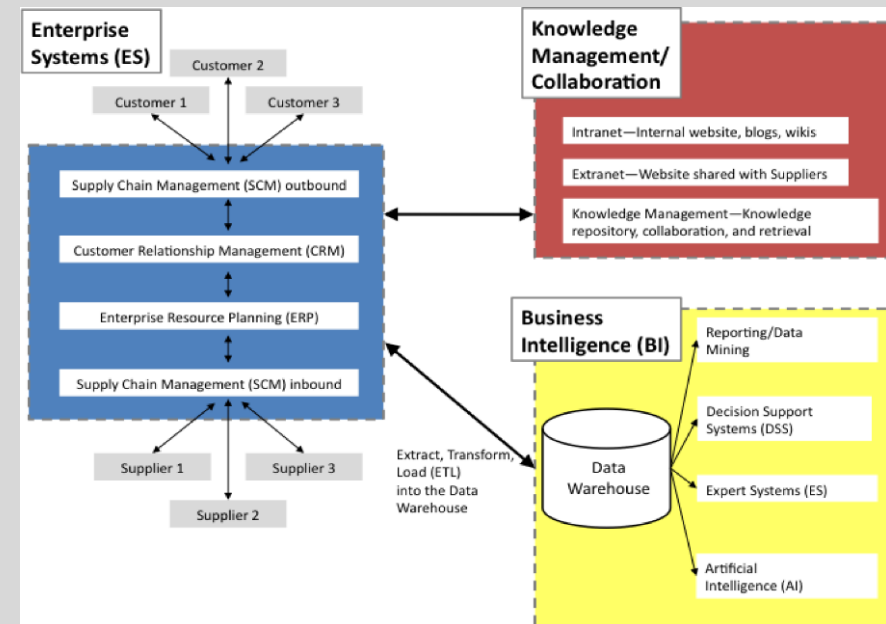 Enterprise
Systems (ES)
Customer 2
Customer 1
Customer 3
Supply Chain Management (SCM) outbound
Customer Relationship Management (CRM)
Enterprise Resource Planning (ERP)
Supply Chain Management (SCM) inbound
Supplier 1
Supplier 3
Supplier 2
Knowledge
Management/
Collaboration
Intranet—Internal website, blogs, wikis
Extranet—Website shared with Suppliers
Knowledge Management—Knowledge
repository, collaboration, and retrieval
Extract, Transform,
Load (ETL)
into the Data
Warehouse
Business
Intelligence (BI)
Data
Warehouse
Reporting/Data
Mining
Decision Support
Systems (DSS)
Expert Systems (ES)
Artificial
Intelligence (AI)